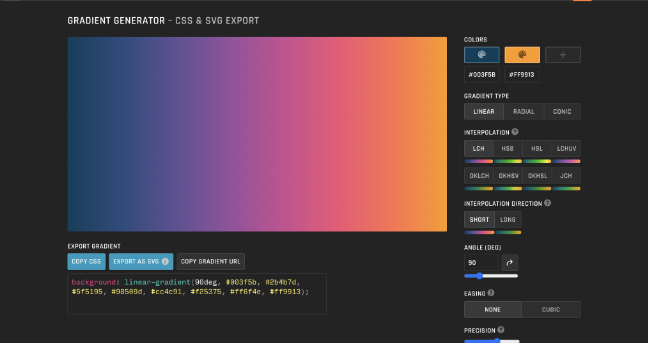 GRADIENT GENERATOR – CSS & SVG EXPORT
COLORS
#003F5B
#FF9913
GRADIENT TYPE
LINEAR
RADIAL
CONIC
INTERPOLATION ?
LCH
HSB
HSL
LCHUV
OKLCH
OKHSV
OKHSL
JCH
INTERPOLATION DIRECTION ?
SHORT
LONG
ANGLE (DEG)
90
EASING ?
NONE
CUBIC
PRECISION ?
EXPORT GRADIENT
COPY CSS
EXPORT AS SVG
COPY GRADIENT URL
background: linear-gradient(90deg, #003f5b, #2b4b7d,
#5f5195, #98509d, #cc4c91, #f25375, #ff6f4e, #ff9913);